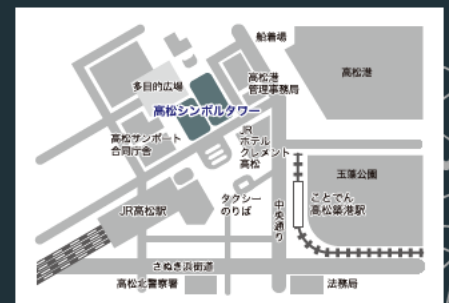 船着場
高松港
多目的広場
高松港
管理事務局
高松シンボルタワー
高松サンポート
合同庁舎
JR
ホテル
クレメント
高松
玉藻公園
JR高松駅
タクシー
のりば
中央通り
ことでん
高松築港駅
さぬき浜街道
高松北警察署
法務局